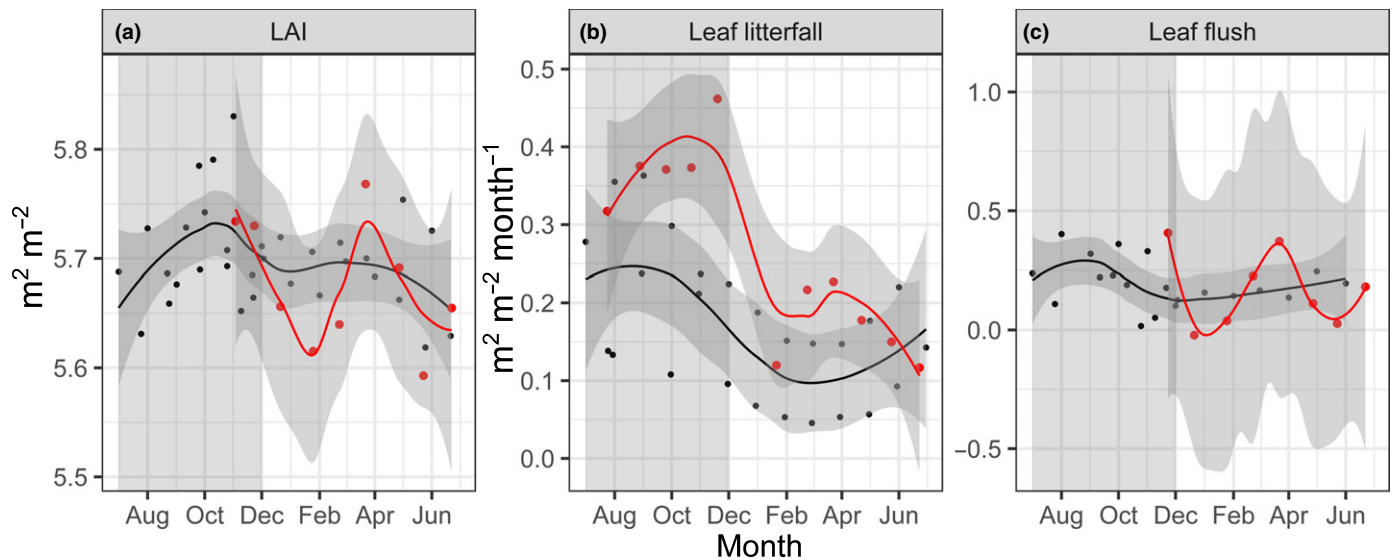 (a) LAI
(b) Leaf litterfall
(c) Leaf flush
m² m⁻²
5.8
5.7
5.6
5.5
Aug Oct Dec Feb Apr Jun
m² m⁻² month⁻¹
0.5
0.4
0.3
0.2
0.1
0.0
Aug Oct Dec Feb Apr Jun
1.0
0.5
0.0
−0.5
Aug Oct Dec Feb Apr Jun
Month